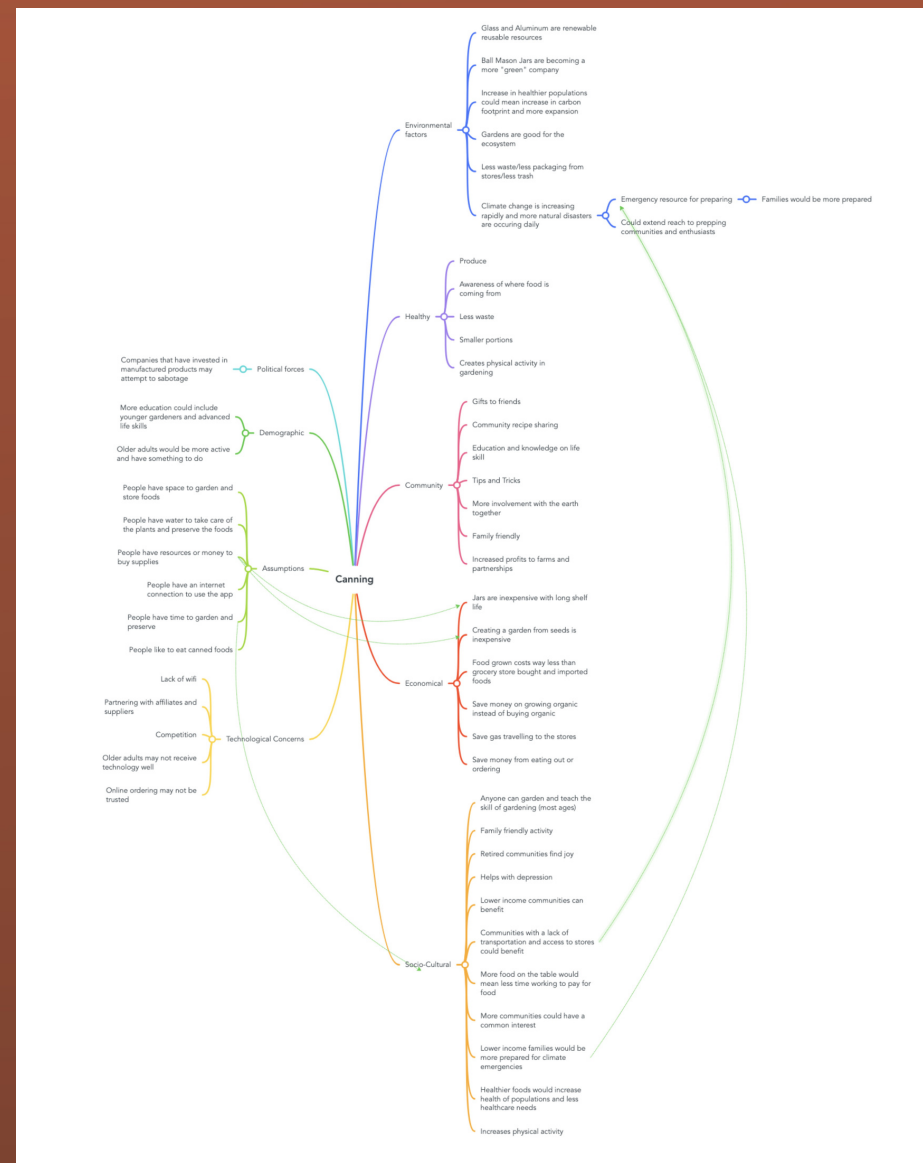 Glass and Aluminum are renewable
reusable resources
Ball Mason Jars are becoming a
more "green" company
Increase in healthier populations
could mean increase in carbon
footprint and more expansion
Environmental
factors
Gardens are good for the
ecosystem
Less waste/less packaging from
stores/less trash
Climate change is increasing
rapidly and more natural disasters
are occuring daily
Emergency resource for preparing
Families would be more prepared
Could extend reach to prepping
communities and enthusiasts
Produce
Awareness of where food is
coming from
Healthy
Less waste
Smaller portions
Creates physical activity in
gardening
Companies that have invested in
manufactured products may
attempt to sabotage
Political forces
More education could include
younger gardeners and advanced
life skills
Demographic
Older adults would be more active
and have something to do
Gifts to friends
Community recipe sharing
Education and knowledge on life
skill
Community
Tips and Tricks
More involvement with the earth
together
Family friendly
Increased profits to farms and
partnerships
People have space to garden and
store foods
People have water to take care of
the plants and preserve the foods
People have resources or money to
buy supplies
Assumptions
People have an internet
connection to use the app
People have time to garden and
preserve
People like to eat canned foods
Canning
Jars are inexpensive with long shelf
life
Creating a garden from seeds is
inexpensive
Food grown costs way less than
grocery store bought and imported
foods
Economical
Save money on growing organic
instead of buying organic
Save gas travelling to the stores
Save money from eating out or
ordering
Lack of wifi
Partnering with affiliates and
suppliers
Competition
Technological Concerns
Older adults may not receive
technology well
Online ordering may not be
trusted
Anyone can garden and teach the
skill of gardening (most ages)
Family friendly activity
Retired communities find joy
Helps with depression
Lower income communities can
benefit
Communities with a lack of
transportation and access to stores
could benefit
Socio-Cultural
More food on the table would
mean less time working to pay for
food
More communities could have a
common interest
Lower income families would be
more prepared for climate
emergencies
Healthier foods would increase
health of populations and less
healthcare needs
Increases physical activity